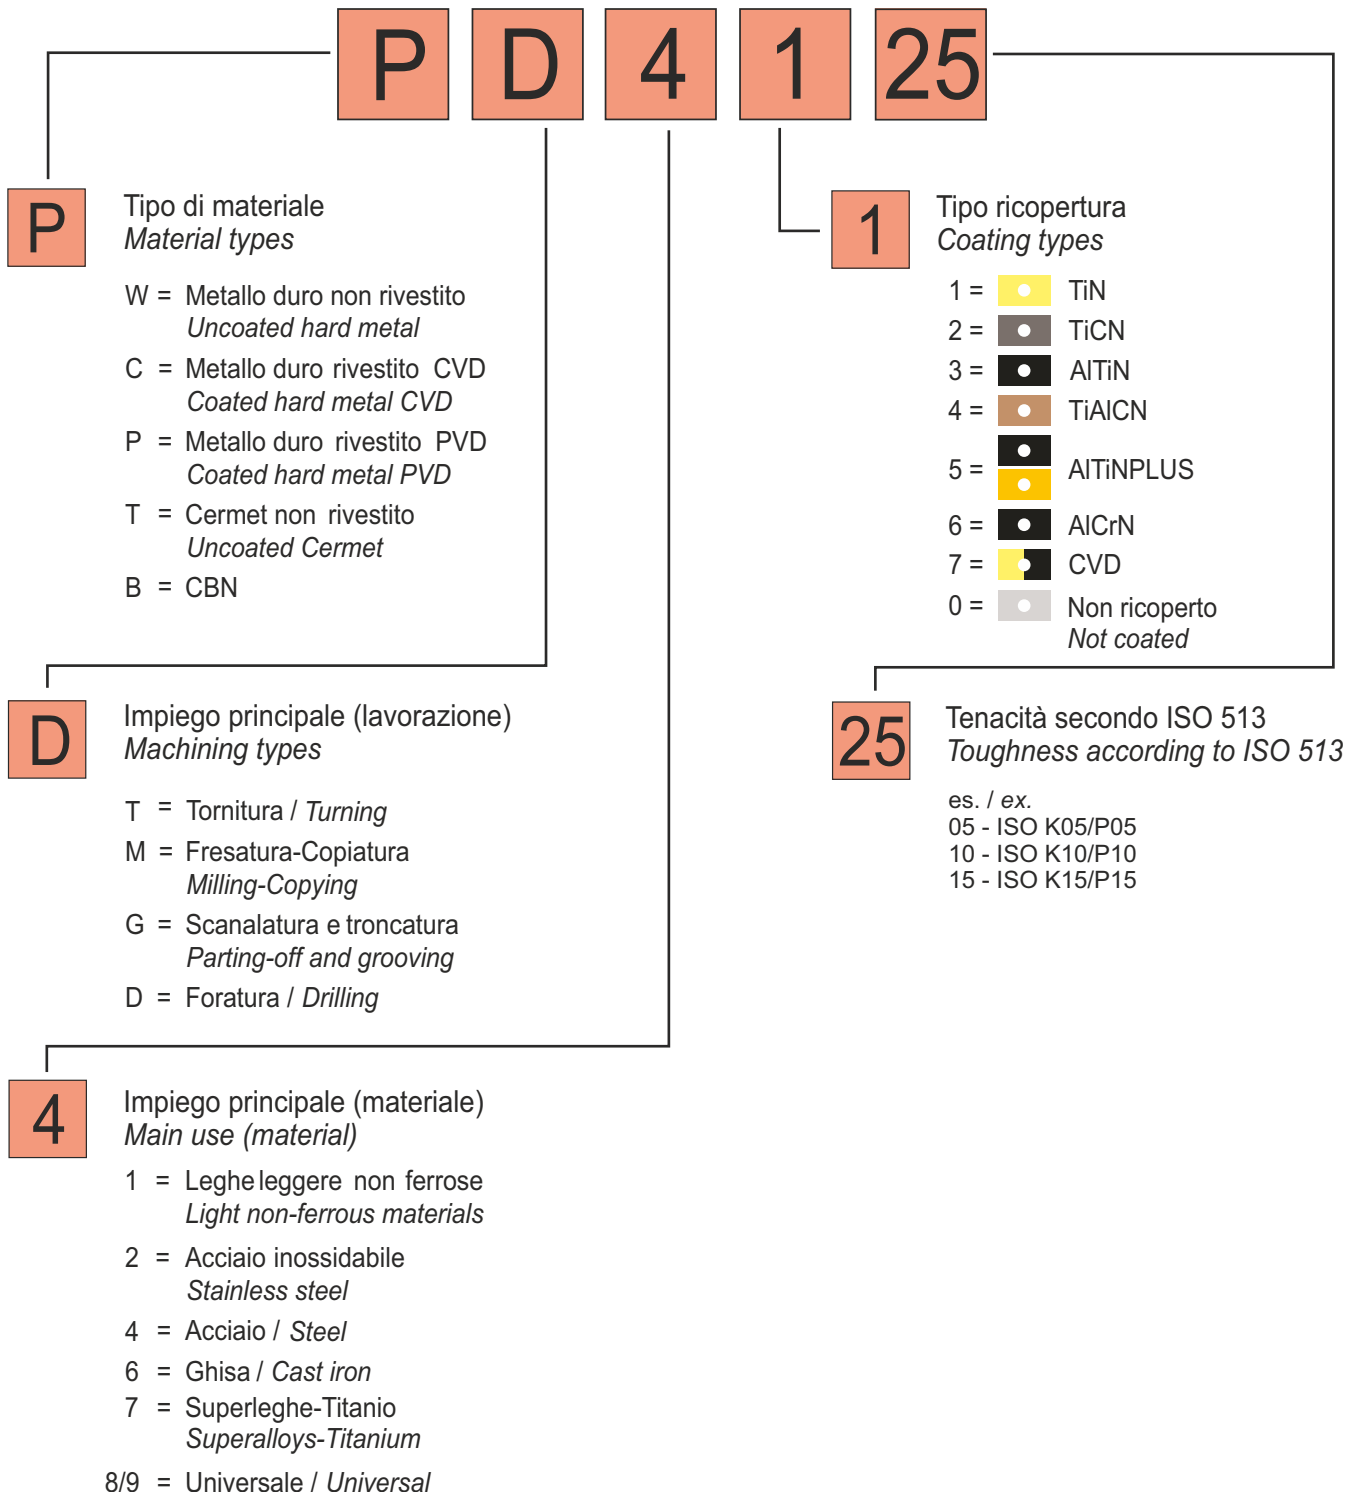 P D 4 1 25
P
Tipo di materiale
Material types
W = Metallo duro non rivestito
Uncoated hard metal
C = Metallo duro rivestito CVD
Coated hard metal CVD
P = Metallo duro rivestito PVD
Coated hard metal PVD
T = Cermet non rivestito
Uncoated Cermet
B = CBN
1
Tipo ricopertura
Coating types
1 = TiN
2 = TiCN
3 = AlTiN
4 = TiAlCN
5 = AlTiNPLUS
6 = AlCrN
7 = CVD
0 = Non ricoperto
Not coated
D
Impiego principale (lavorazione)
Machining types
T = Tornitura / Turning
M = Fresatura-Copiatura
Milling-Copying
G = Scanalatura e troncatura
Parting-off and grooving
D = Foratura / Drilling
25
Tenacità secondo ISO 513
Toughness according to ISO 513
es. / ex.
05 - ISO K05/P05
10 - ISO K10/P10
15 - ISO K15/P15
4
Impiego principale (materiale)
Main use (material)
1 = Leghe leggere non ferrose
Light non-ferrous materials
2 = Acciaio inossidabile
Stainless steel
4 = Acciaio / Steel
6 = Ghisa / Cast iron
7 = Superleghe-Titanio
Superalloys-Titanium
8/9 = Universale / Universal